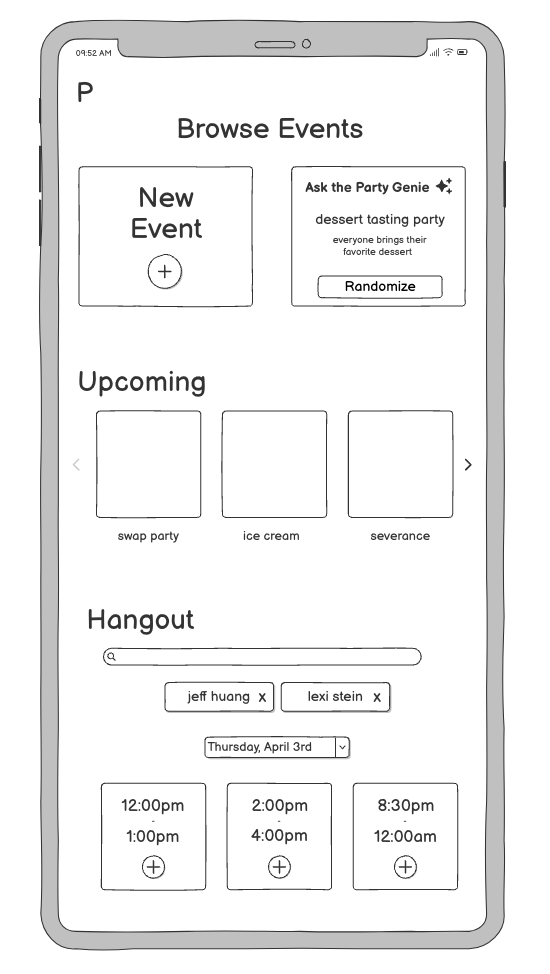 09:52 AM
P
Browse Events
New
Event
Ask the Party Genie
dessert tasting party
everyone brings their
favorite dessert
Randomize
Upcoming
swap party
ice cream
severance
Hangout
jeff huang x
lexi stein x
Thursday, April 3rd
12:00pm
-
1:00pm
2:00pm
-
4:00pm
8:30pm
-
12:00am